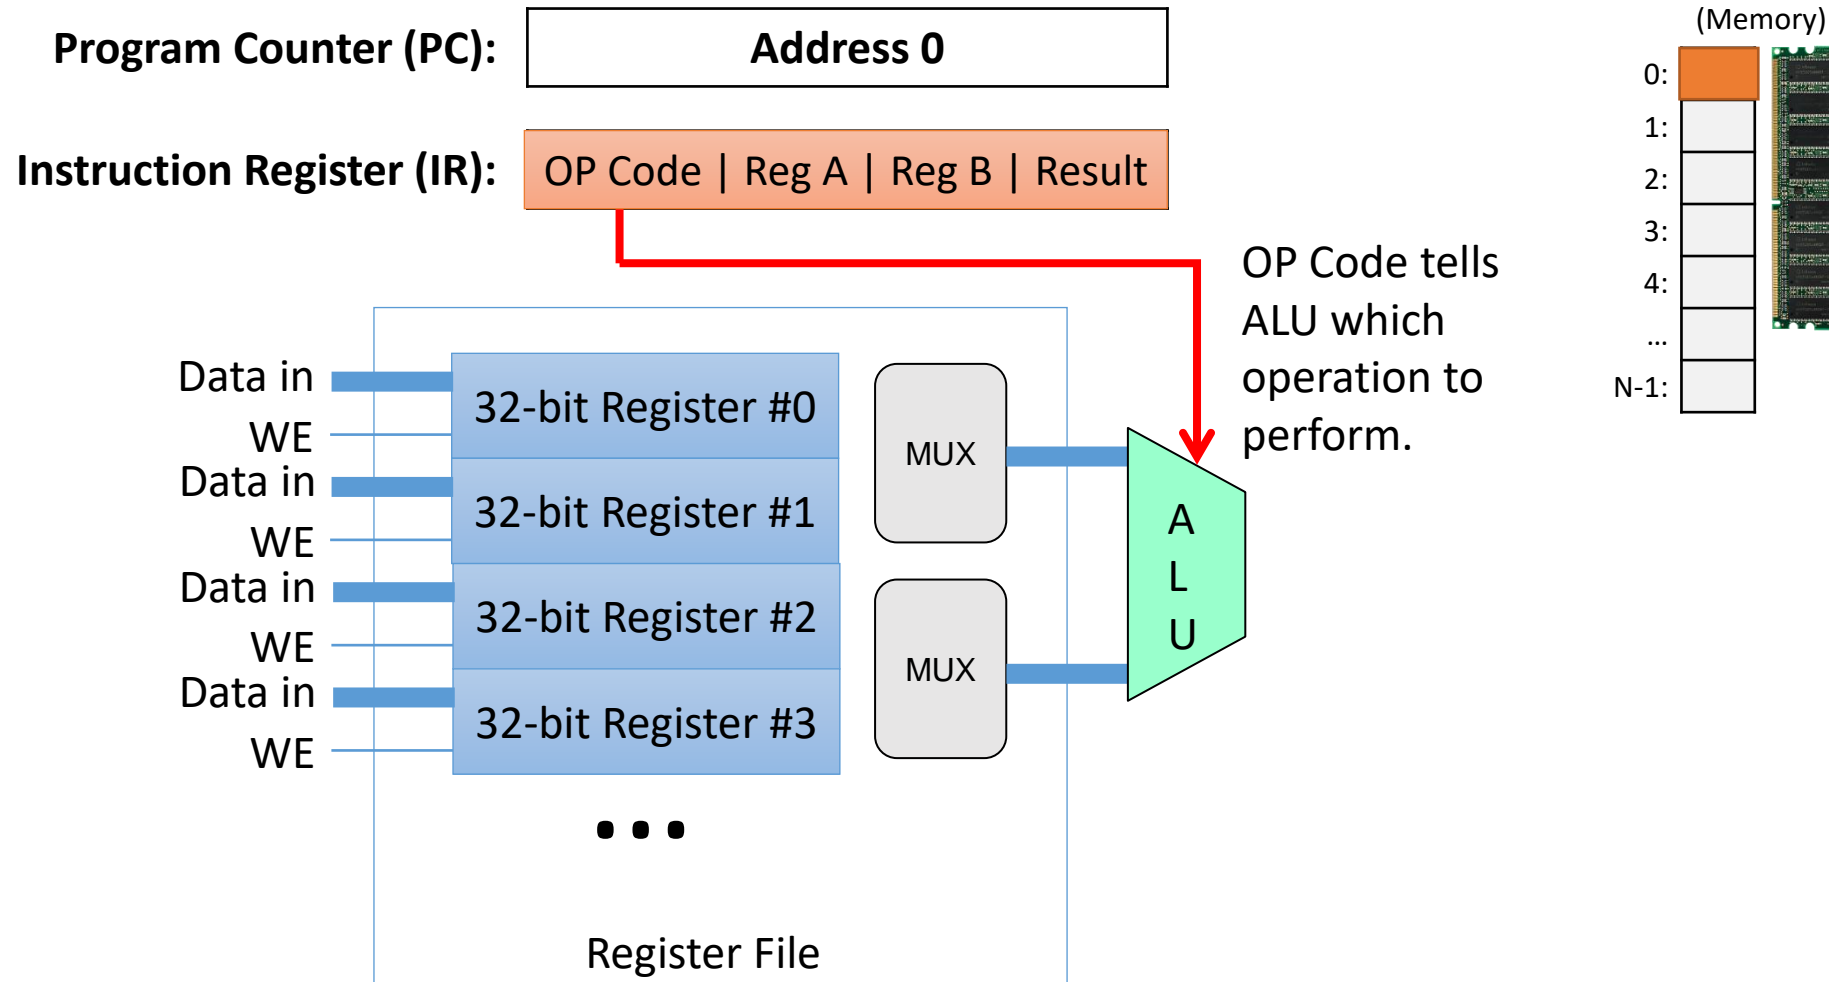 Program Counter (PC):
Address 0
Instruction Register (IR):
OP Code | Reg A | Reg B | Result
(Memory)
0:
1:
2:
3:
4:
...
N-1:
OP Code tells
ALU which
operation to
perform.
Data in
WE
Data in
WE
Data in
WE
Data in
WE
32-bit Register #0
32-bit Register #1
32-bit Register #2
32-bit Register #3
...
MUX
MUX
A
L
U
Register File